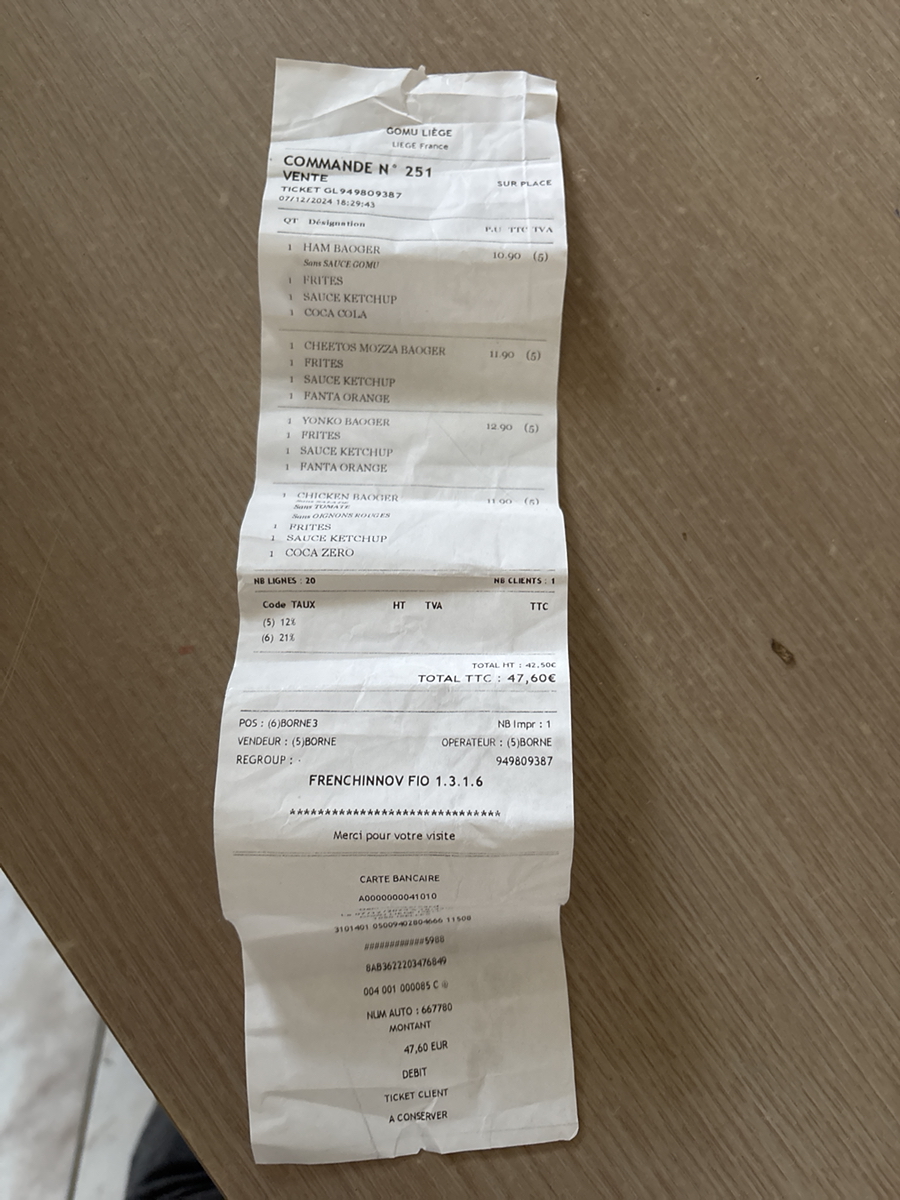 GOMU LIÈGE
LIEGE France
COMMANDE N° 251
VENTE
SUR PLACE
TICKET GL949809387
07/12/2024 18:29:43
QT Désignation P.U TTC TVA
1 HAM BAOGER 10.90 (5)
Sans SAUCE GOMU
1 FRITES
1 SAUCE KETCHUP
1 COCA COLA
1 CHEETOS MOZZA BAOGER 11.90 (5)
1 FRITES
1 SAUCE KETCHUP
1 FANTA ORANGE
1 YONKO BAOGER 12.90 (5)
1 FRITES
1 SAUCE KETCHUP
1 FANTA ORANGE
1 CHICKEN BAOGER 11.90 (5)
Sans TOMATE
Sans OIGNONS ROUGES
1 FRITES
1 SAUCE KETCHUP
1 COCA ZERO
NB LIGNES : 20 NB CLIENTS : 1
Code TAUX HT TVA TTC
(5) 12%
(6) 21%
TOTAL HT : 42,50€
TOTAL TTC : 47,60€
POS : (6)BORNE3 NB Impr : 1
VENDEUR : (5)BORNE OPERATEUR : (5)BORNE
REGROUP : - 949809387
FRENCHINNOV FIO 1.3.1.6
******************************
Merci pour votre visite
CARTE BANCAIRE
A0000000041010
3101401 05009402804666 11508
############5988
8AB3622203476849
004 001 000085 C
NUM AUTO : 667780
MONTANT
47,60 EUR
DEBIT
TICKET CLIENT
A CONSERVER